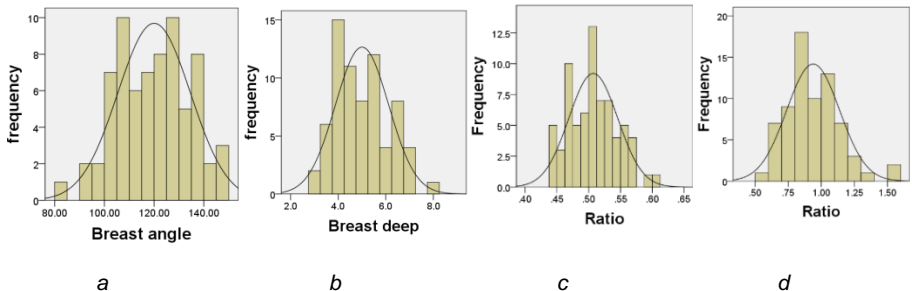 frequency
10
8
6
4
2
0
80.00 100.00 120.00 140.00
Breast angle
a
frequency
15
10
5
0
2.0 4.0 6.0 8.0
Breast deep
b
Frequency
12.5
10.0
7.5
5.0
2.5
0.0
.40 .45 .50 .55 .60 .65
Ratio
c
Frequency
20
15
10
5
0
.50 .75 1.00 1.25 1.50
Ratio
d